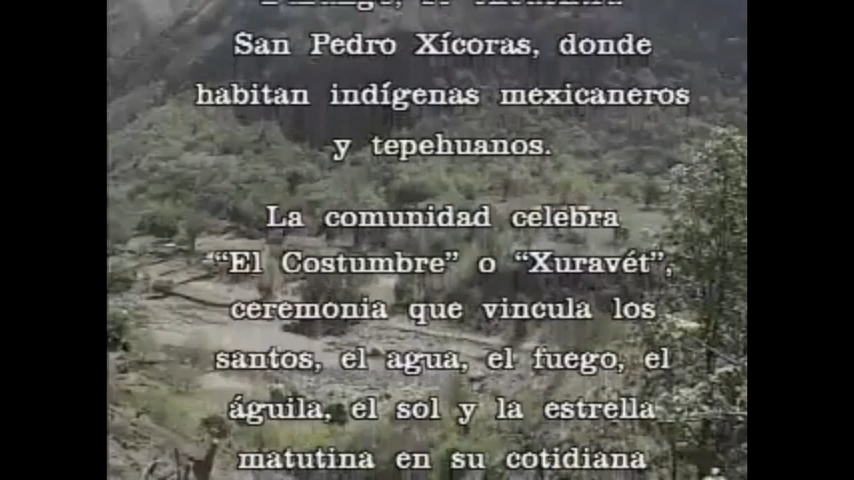 San Pedro Xícoras, donde
habitan indígenas mexicaneros
y tepehuanos.
La comunidad celebra
“El Costumbre” o “Xuravét”,
ceremonia que vincula los
santos, el agua, el fuego, el
águila, el sol y la estrella
matutina en su cotidiana